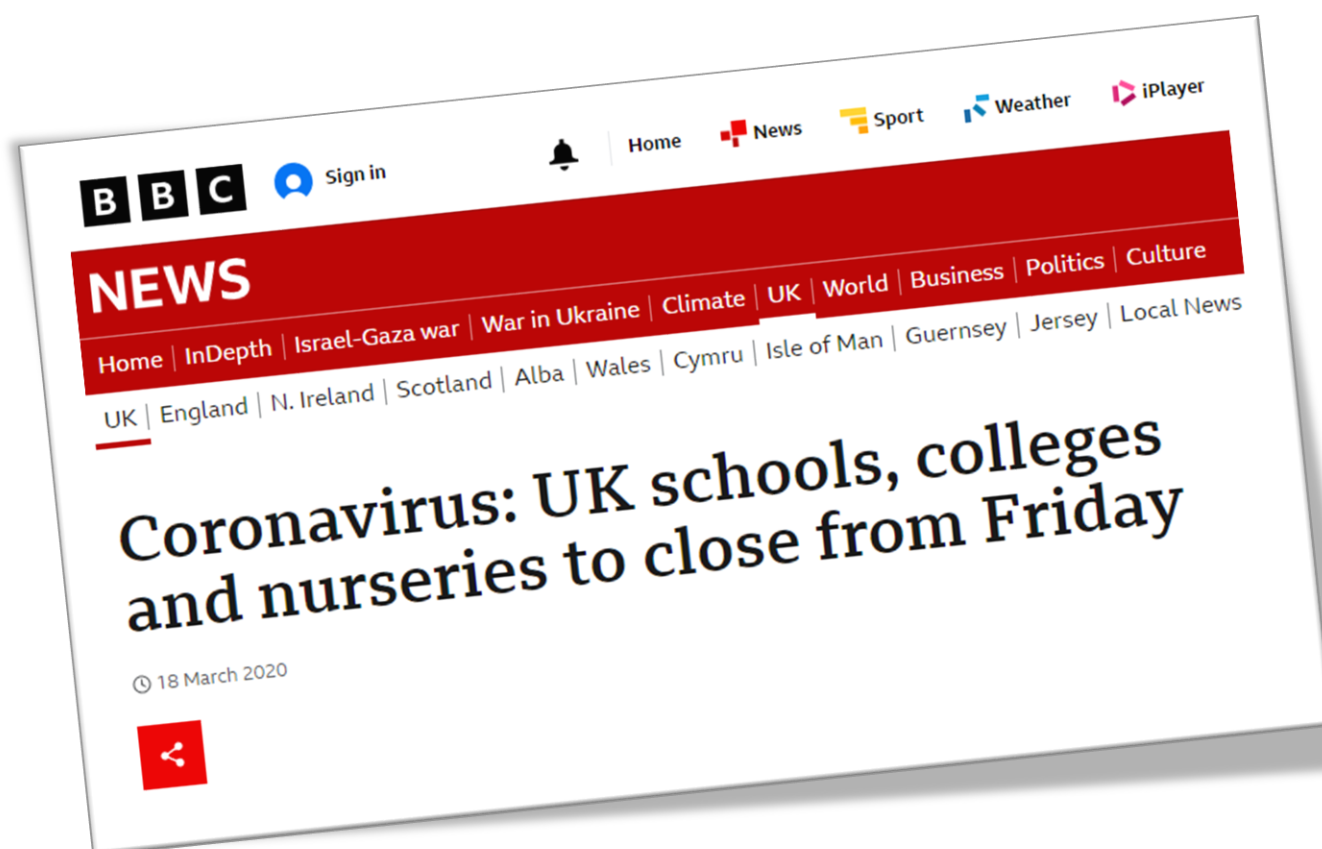 BBC Sign in Home News Sport Weather iPlayer
NEWS
Home InDepth Israel-Gaza war War in Ukraine Climate UK World Business Politics Culture
UK England N. Ireland Scotland Alba Wales Cymru Isle of Man Guernsey Jersey Local News
Coronavirus: UK schools, colleges
and nurseries to close from Friday
18 March 2020